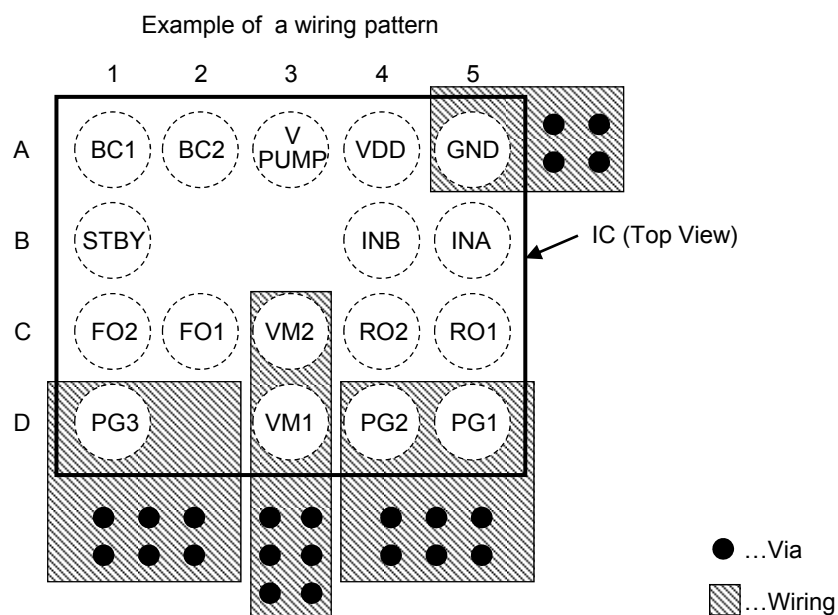 Example of a wiring pattern
1 2 3 4 5
A BC1 BC2 V PUMP VDD GND
B STBY INB INA
IC (Top View)
C FO2 FO1 VM2 RO2 RO1
D PG3 VM1 PG2 PG1
…Via
…Wiring